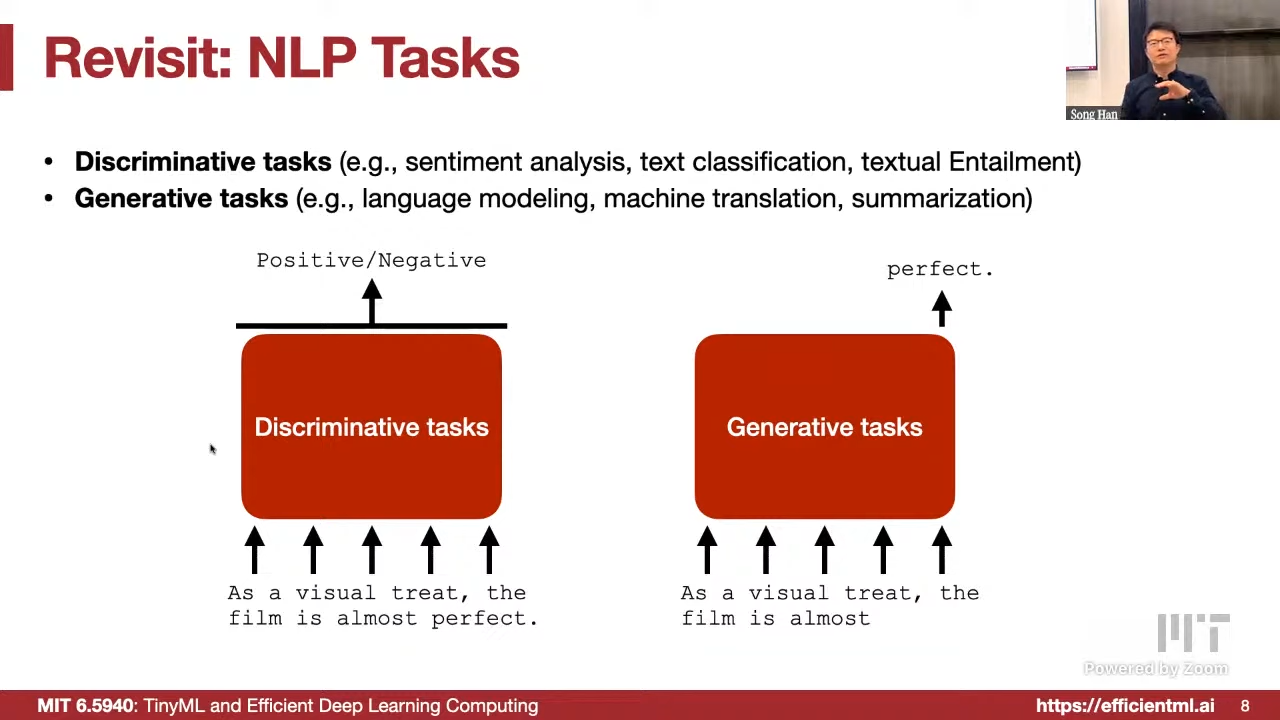 Revisit: NLP Tasks
Song Han
• Discriminative tasks (e.g., sentiment analysis, text classification, textual Entailment)
• Generative tasks (e.g., language modeling, machine translation, summarization)
Positive/Negative
Discriminative tasks
As a visual treat, the
film is almost perfect.
perfect.
Generative tasks
As a visual treat, the
film is almost
MIT
Powered by Zoom
MIT 6.5940: TinyML and Efficient Deep Learning Computing
https://efficientml.ai
8